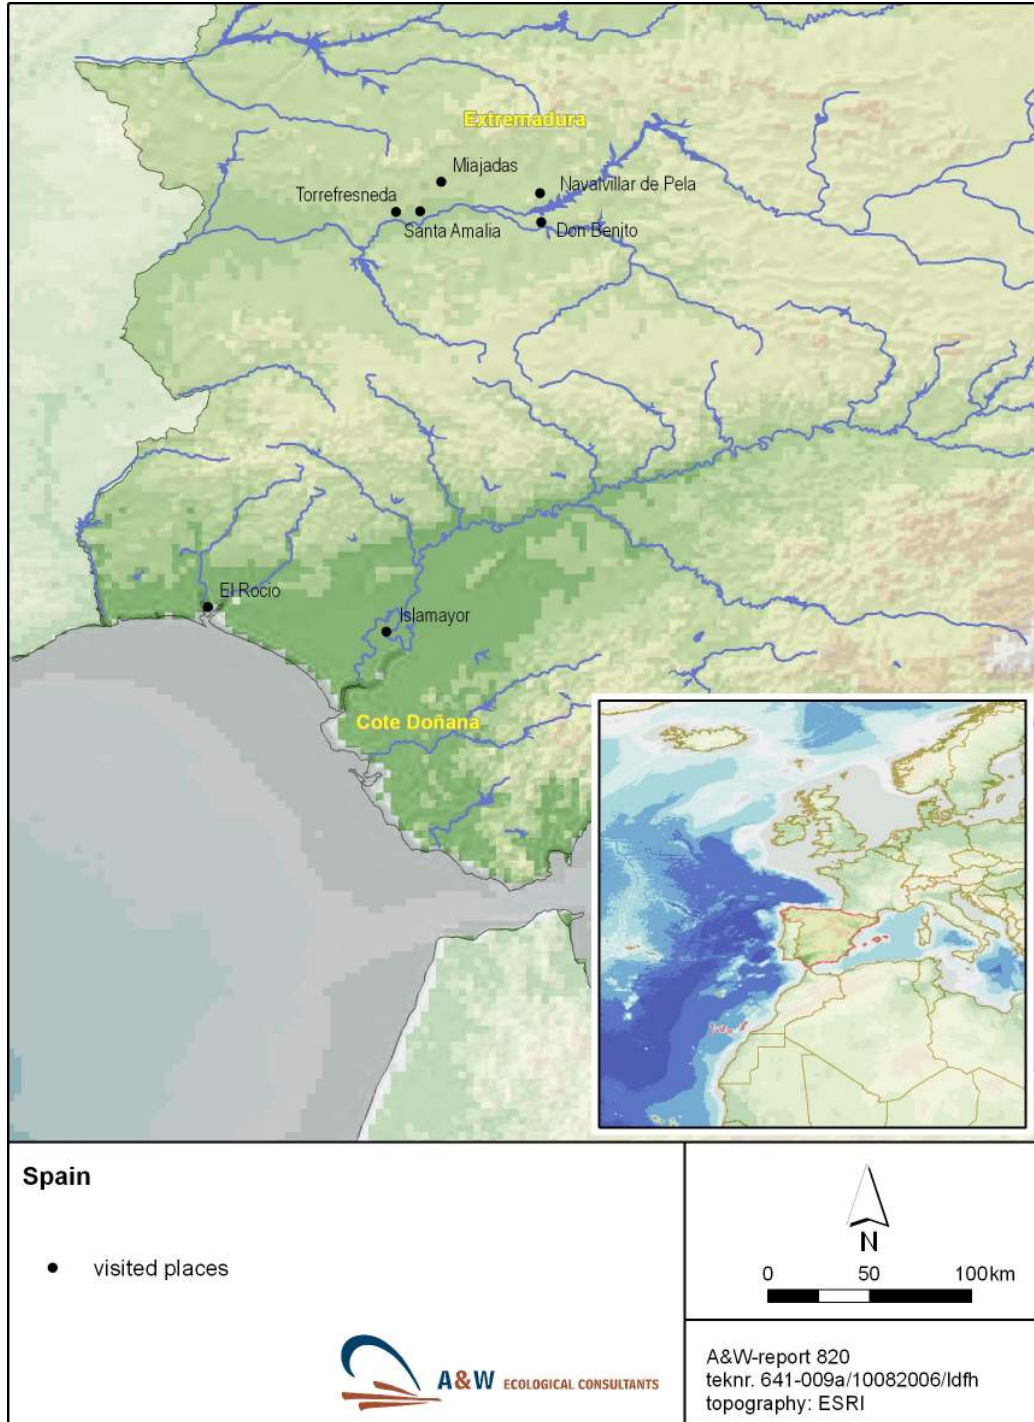 Extremadura
Miajadas
Navalvillar de Pela
Torrefresneda
Santa Amalia
Don Benito
El Rocio
Islamayor
Cote Doñana
Spain
visited places
A&W ECOLOGICAL CONSULTANTS
N
0 50 100km
A&W-report 820
teknr. 641-009a/10082006/ldfh
topography: ESRI